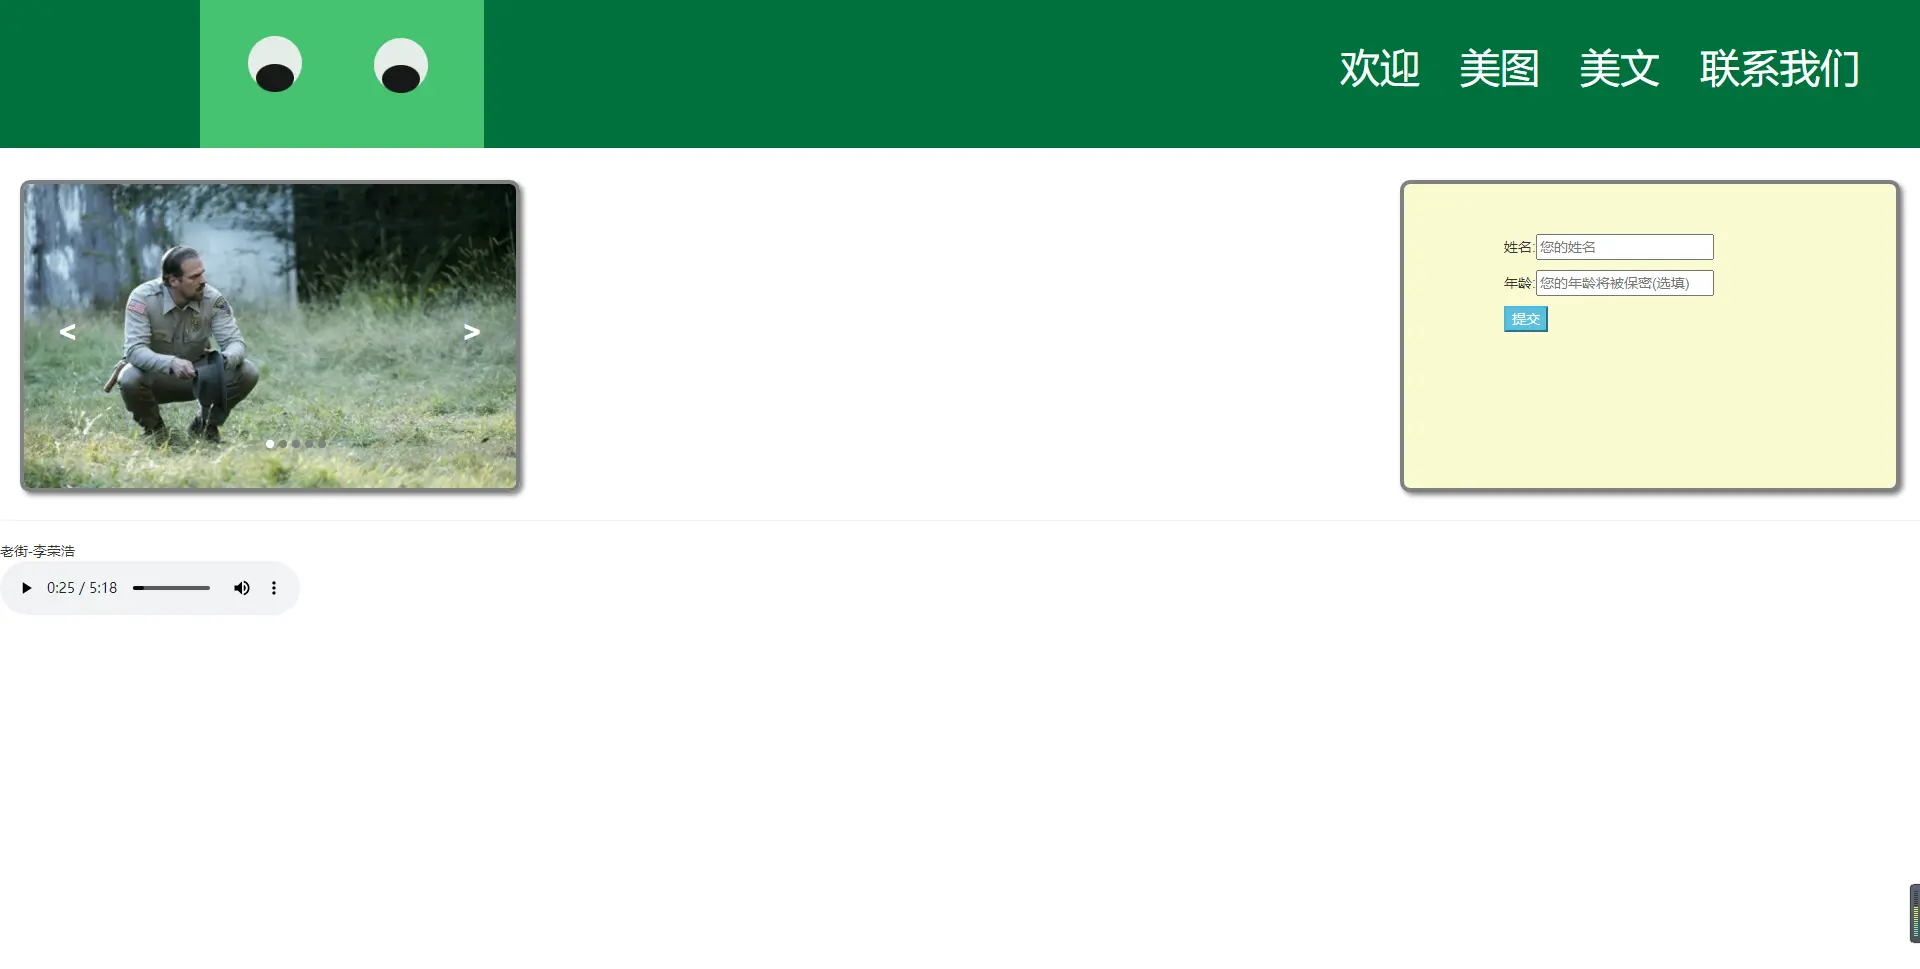 欢迎 美图 美文 联系我们
< >
姓名:您的姓名
年龄:您的年龄将被保密(选填)
提交
老街-李荣浩
0:25 / 5:18